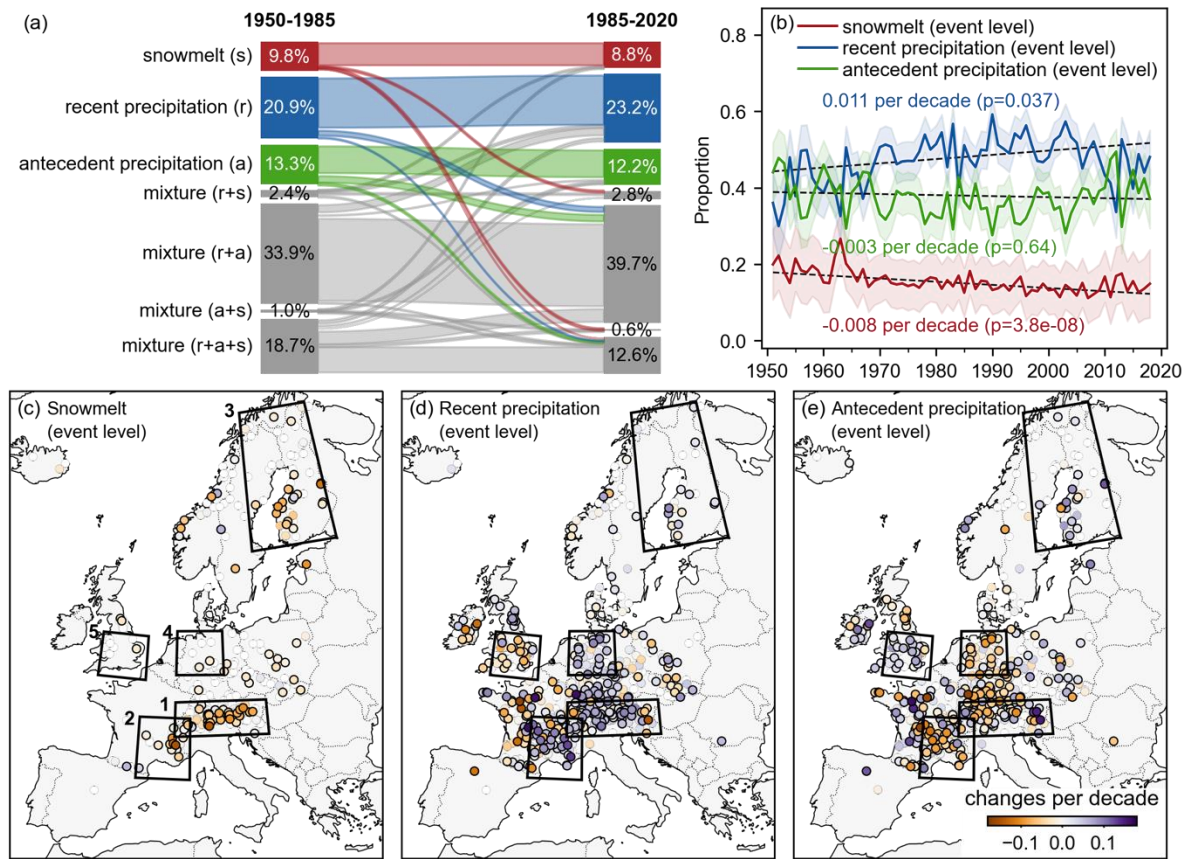 (a)
1950-1985
1985-2020
snowmelt (s)
9.8%
8.8%
recent precipitation (r)
20.9%
23.2%
antecedent precipitation (a)
13.3%
12.2%
mixture (r+s)
2.4%
2.8%
mixture (r+a)
33.9%
39.7%
mixture (a+s)
1.0%
0.6%
mixture (r+a+s)
18.7%
12.6%
(b)
snowmelt (event level)
recent precipitation (event level)
antecedent precipitation (event level)
0.011 per decade (p=0.037)
-0.003 per decade (p=0.64)
-0.008 per decade (p=3.8e-08)
Proportion
0.8
0.6
0.4
0.2
0.0
1950 1960 1970 1980 1990 2000 2010 2020
(c) Snowmelt
(event level)
3
5
4
1
2
(d) Recent precipitation
(event level)
(e) Antecedent precipitation
(event level)
changes per decade
−0.1 0.0 0.1